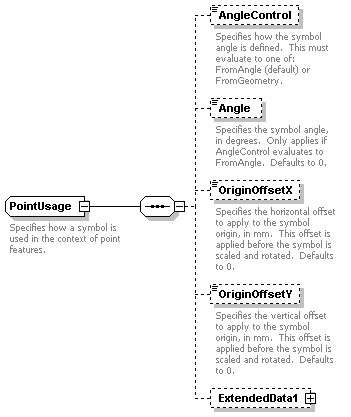 AngleControl
Specifies how the symbol
angle is defined. This must
evaluate to one of:
FromAngle (default) or
FromGeometry.
Angle
Specifies the symbol angle,
in degrees. Only applies if
AngleControl evaluates to
FromAngle. Defaults to 0.
PointUsage
Specifies how a symbol is
used in the context of point
features.
OriginOffsetX
Specifies the horizontal offset
to apply to the symbol
origin, in mm. This offset is
applied before the symbol is
scaled and rotated. Defaults
to 0.
OriginOffsetY
Specifies the vertical offset
to apply to the symbol
origin, in mm. This offset is
applied before the symbol is
scaled and rotated. Defaults
to 0.
ExtendedData1